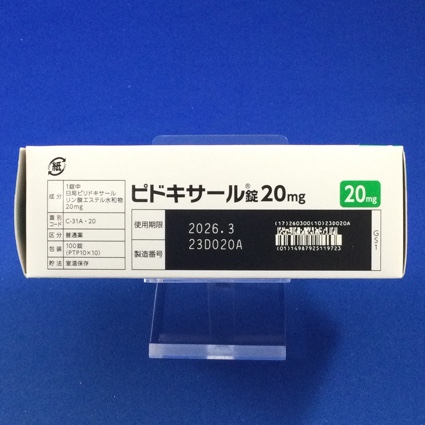 紙
成分
1錠中
日局ピリドキサール
リン酸エステル水和物
20mg
識別
コード
C-31A・20
区分
普通薬
包装
100錠
(PTP10×10)
貯法
室温保存
ピドキサール®錠20mg
20mg
使用期限
2026.3
製造番号
23D020A
(17)260300(10)23D020A
(01)14987925119723
GS1